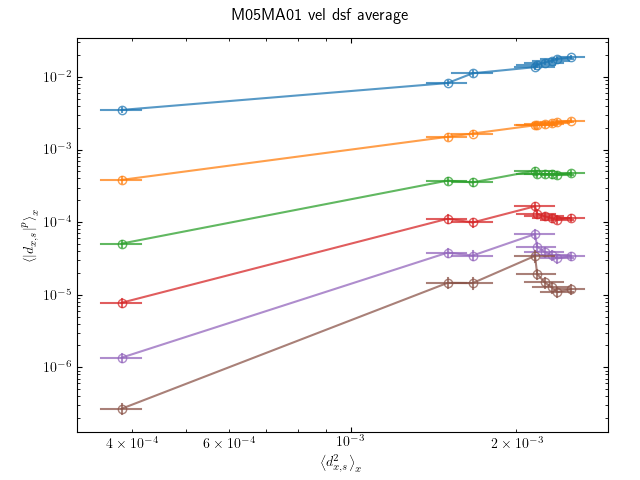 M05MA01 vel dsf average
⟨|d_{x,s}|^p⟩_x
10^{−2}
10^{−3}
10^{−4}
10^{−5}
10^{−6}
4 × 10^{−4} 6 × 10^{−4} 10^{−3} 2 × 10^{−3}
⟨d^2_{x,s}⟩_x